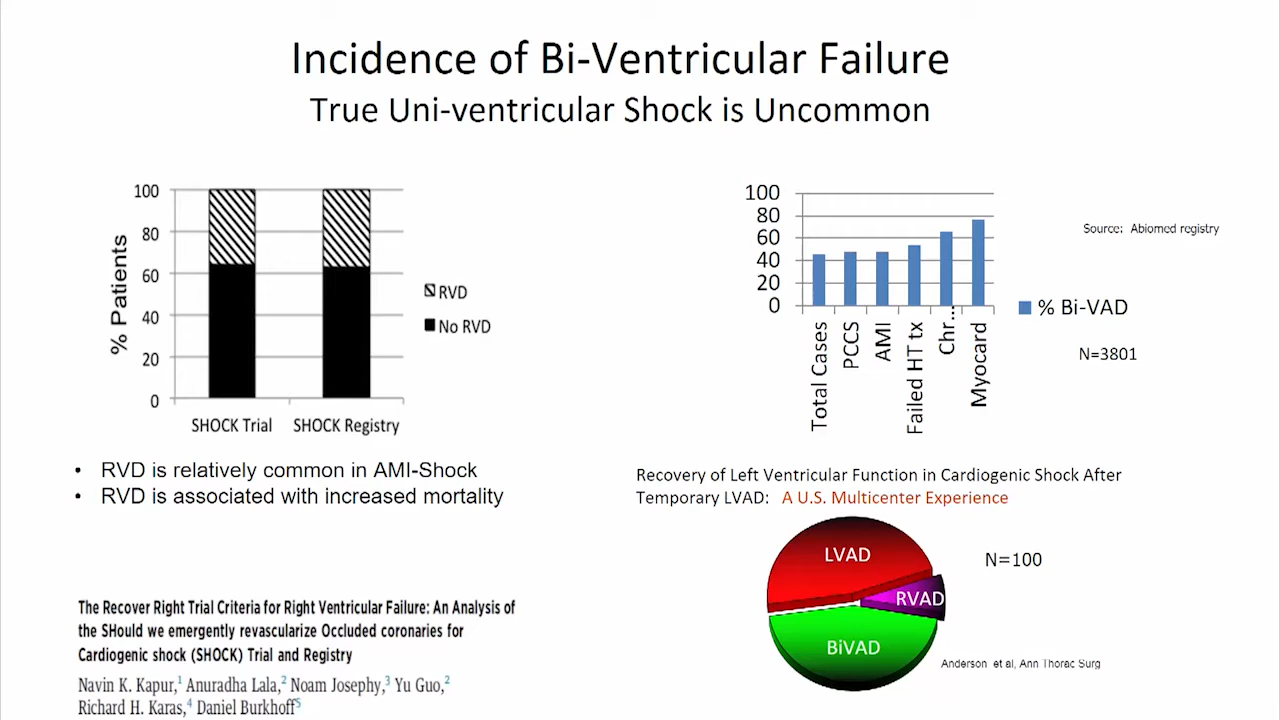 Incidence of Bi-Ventricular Failure
True Uni-ventricular Shock is Uncommon
100
80
60
40
20
0
% Patients
SHOCK Trial
SHOCK Registry
RVD
No RVD
• RVD is relatively common in AMI-Shock
• RVD is associated with increased mortality
The Recover Right Trial Criteria for Right Ventricular Failure: An Analysis of
the SHould we emergently revascularize Occluded coronaries for
Cardiogenic shock (SHOCK) Trial and Registry
Navin K. Kapur,1 Anuradha Lala,2 Noam Josephy,3 Yu Guo,2
Richard H. Karas,4 Daniel Burkhoff5
100
80
60
40
20
0
Total Cases
PCCS
AMI
Failed HT tx
Chr...
Myocard
% Bi-VAD
Source: Abiomed registry
N=3801
Recovery of Left Ventricular Function in Cardiogenic Shock After
Temporary LVAD: A U.S. Multicenter Experience
LVAD
RVAD
BiVAD
N=100
Anderson et al, Ann Thorac Surg